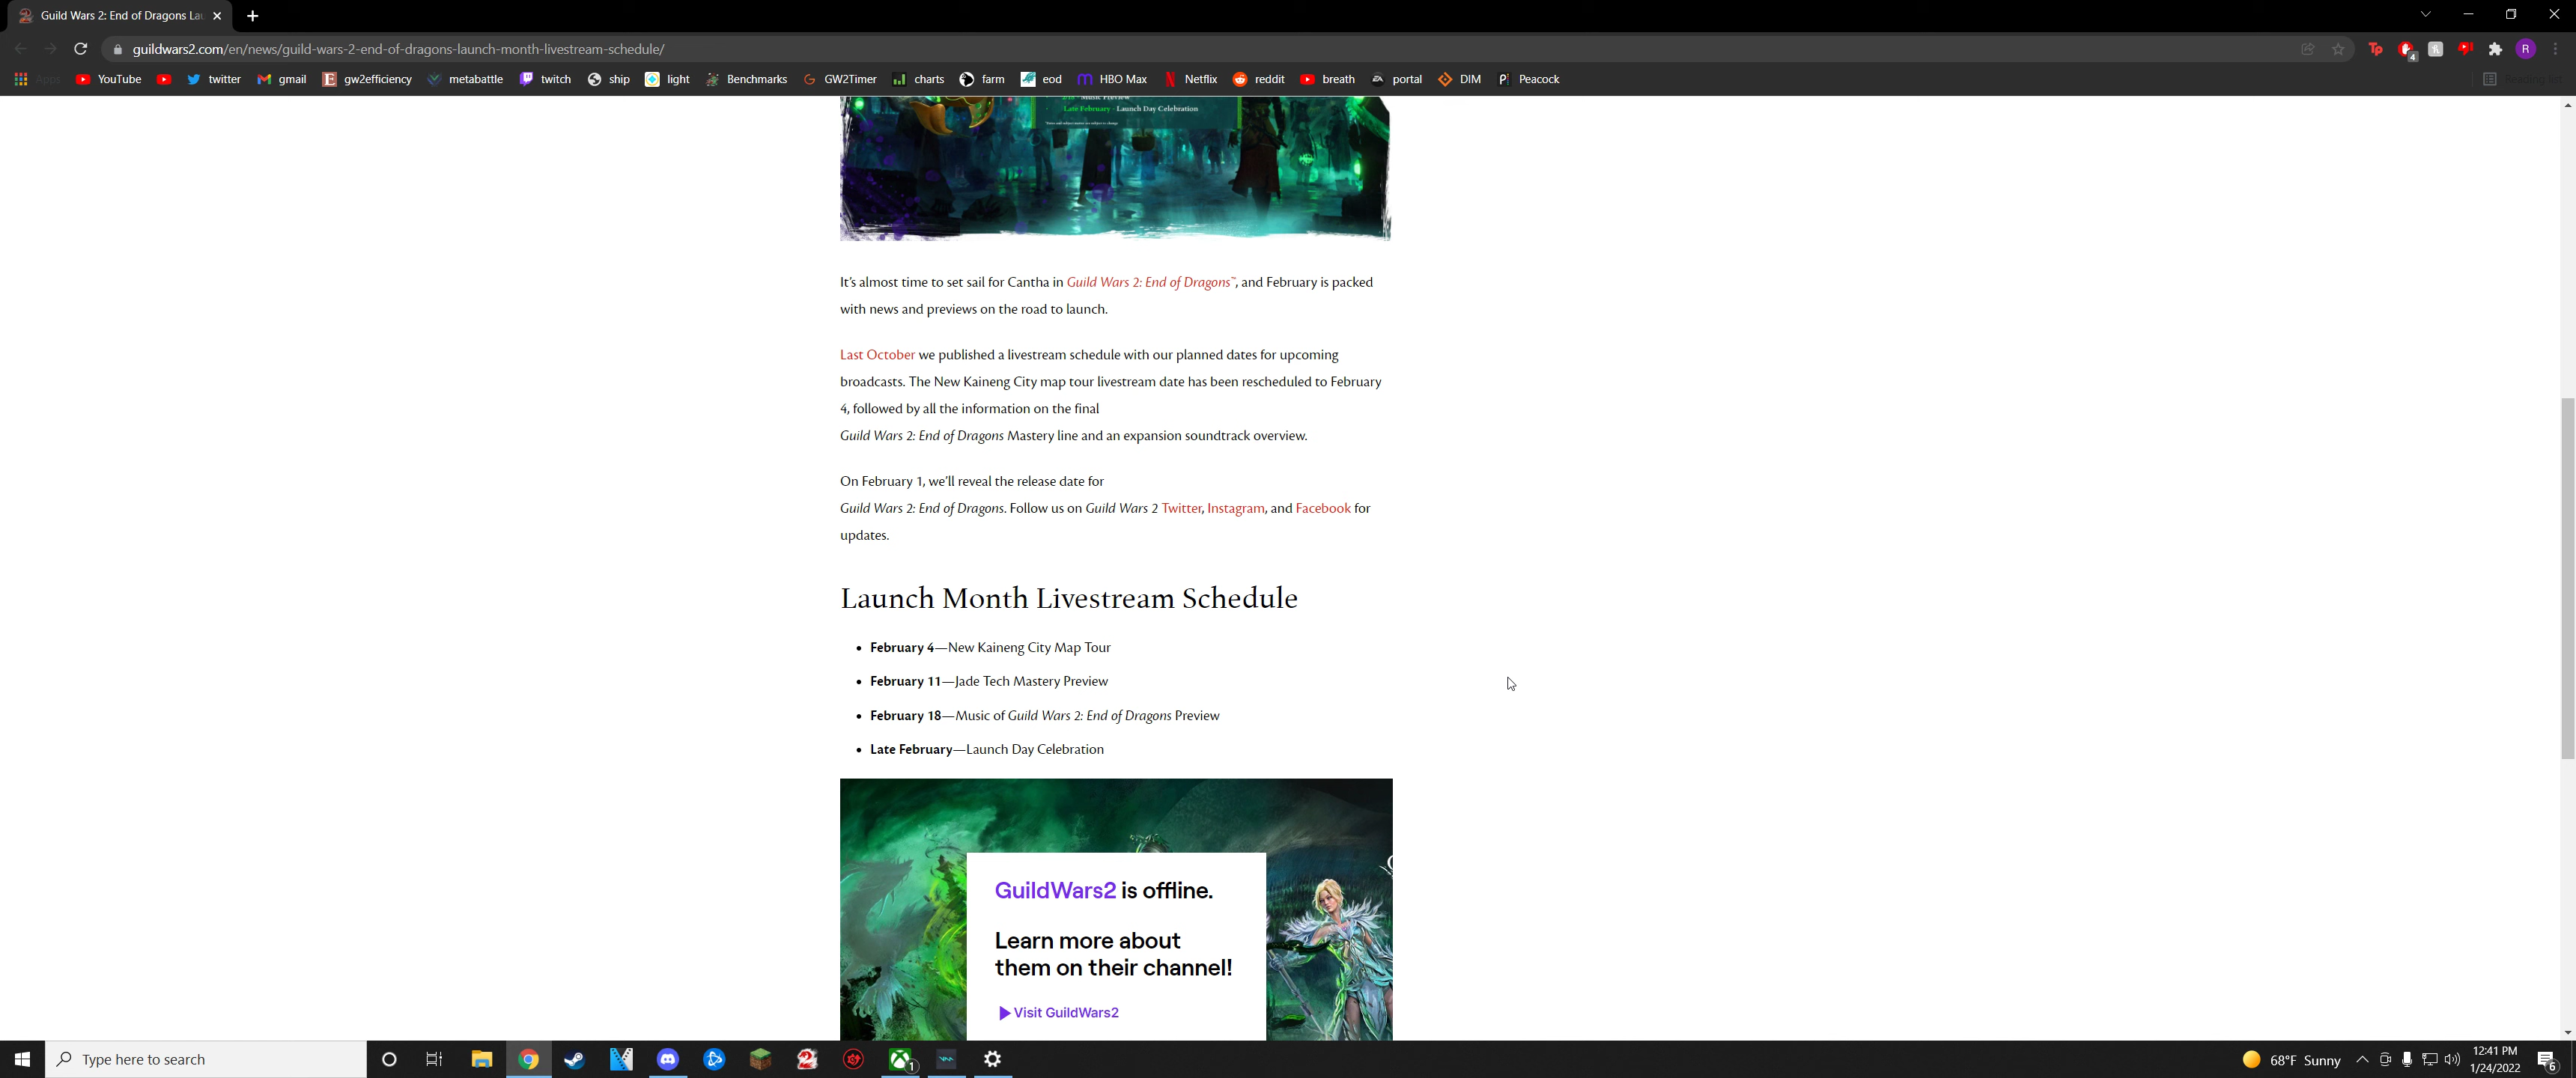 Guild Wars 2: End of Dragons Lau
guildwars2.com/en/news/guild-wars-2-end-of-dragons-launch-month-livestream-schedule/
Tp 4 R
Apps YouTube twitter gmail gw2efficiency metabattle twitch ship light Benchmarks GW2Timer charts farm eod HBO Max Netflix reddit breath portal DIM Peacock Reading list
Music Preview
Late February - Launch Day Celebration
It's almost time to set sail for Cantha in Guild Wars 2: End of Dragons™, and February is packed
with news and previews on the road to launch.
Last October we published a livestream schedule with our planned dates for upcoming
broadcasts. The New Kaineng City map tour livestream date has been rescheduled to February
4, followed by all the information on the final
Guild Wars 2: End of Dragons Mastery line and an expansion soundtrack overview.
On February 1, we'll reveal the release date for
Guild Wars 2: End of Dragons. Follow us on Guild Wars 2 Twitter, Instagram, and Facebook for
updates.
Launch Month Livestream Schedule
• February 4—New Kaineng City Map Tour
• February 11—Jade Tech Mastery Preview
• February 18—Music of Guild Wars 2: End of Dragons Preview
• Late February—Launch Day Celebration
GuildWars2 is offline.
Learn more about
them on their channel!
Visit GuildWars2
Type here to search
1
68°F Sunny
12:41 PM
1/24/2022
6